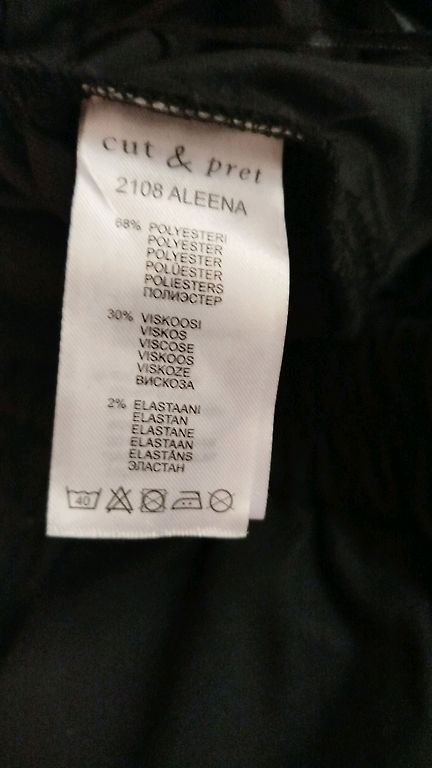 cut & pret
2108 ALEENA
68% POLYESTERI
POLYESTER
POLYESTER
POLÜESTER
POLIESTERS
ПОЛИЭСТЕР
30% VISKOOSI
VISKOS
VISCOSE
VISKOOS
VISKOZE
ВИСКОЗА
2% ELASTAANI
ELASTAN
ELASTANE
ELASTAAN
ELASTĀNS
ЭЛАСТАН
40